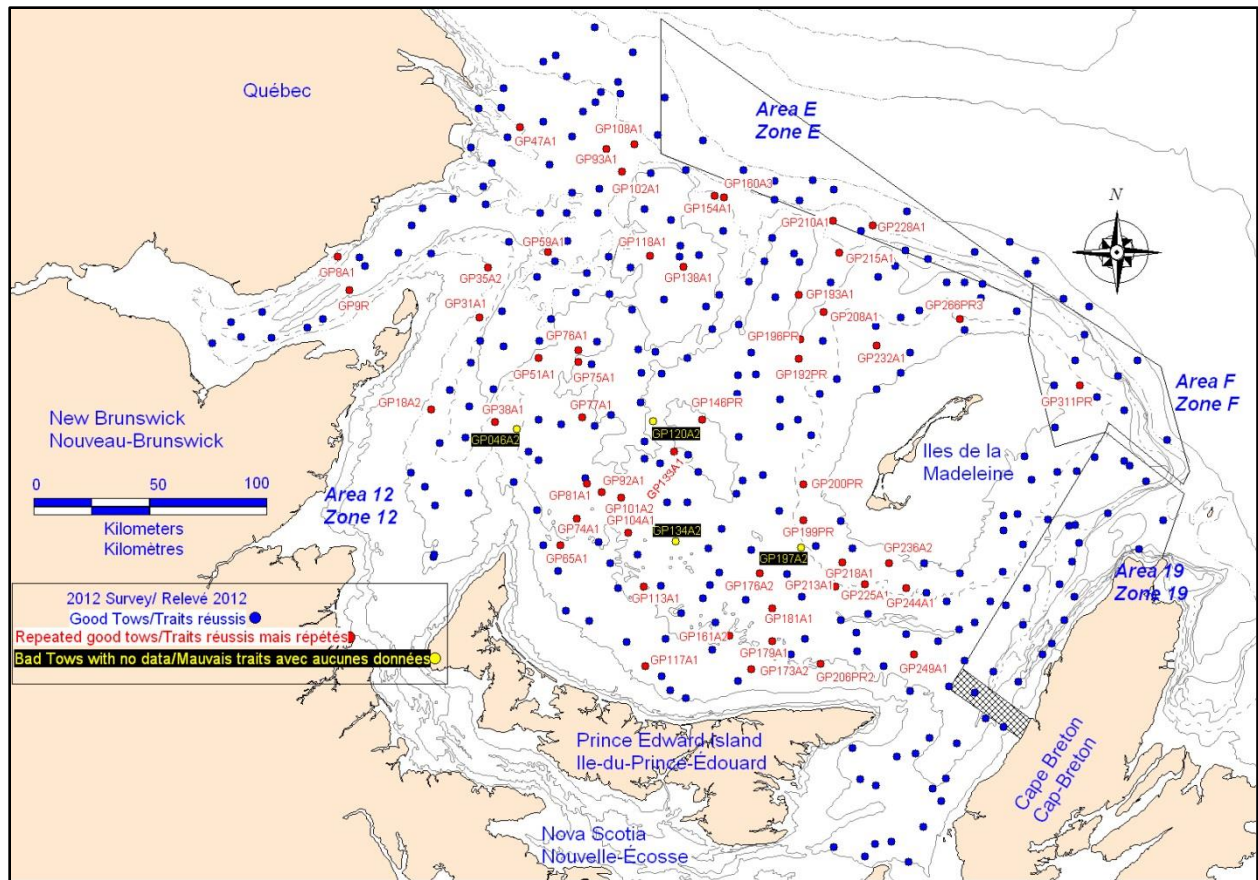 Québec
Area E
Zone E
N
GP47A1
GP108A1
GP93A1
GP102A1
GP160A3
GP154A1
GP210A1
GP228A1
GP59A1
GP118A1
GP215A1
GP8A1
GP35A2
GP138A1
GP9R
GP193A1
GP31A1
GP208A1
GP266PR3
GP76A1
GP196PR
GP232A1
GP51A1
GP75A1
GP192PR
Area F
Zone F
GP311PR
New Brunswick
Nouveau-Brunswick
GP18A2
GP38A1
GP77A1
GP146PR
GP046A2
GP120A2
Iles de la
Madeleine
GP133A1
0
100
Kilometers
Kilomètres
Area 12
Zone 12
GP81A1
GP92A1
GP101A2
GP200PR
GP74A1
GP104A1
GP134A2
GP199PR
GP65A1
GP197A2
GP236A2
GP218A1
Area 19
Zone 19
GP113A1
GP176A2
GP213A1
GP225A1
GP244A1
GP181A1
GP161A2
GP179A1
GP117A1
GP173A2
GP206PR2
GP249A1
2012 Survey/ Relevé 2012
Good Tows/Traits réussis
Repeated good tows/Traits réussis mais répétés
Bad Tows with no data/Mauvais traits avec aucunes données
Prince Edward Island
Ile-du-Prince-Édouard
Cape Breton
Cap-Breton
Nova Scotia
Nouvelle-Écosse